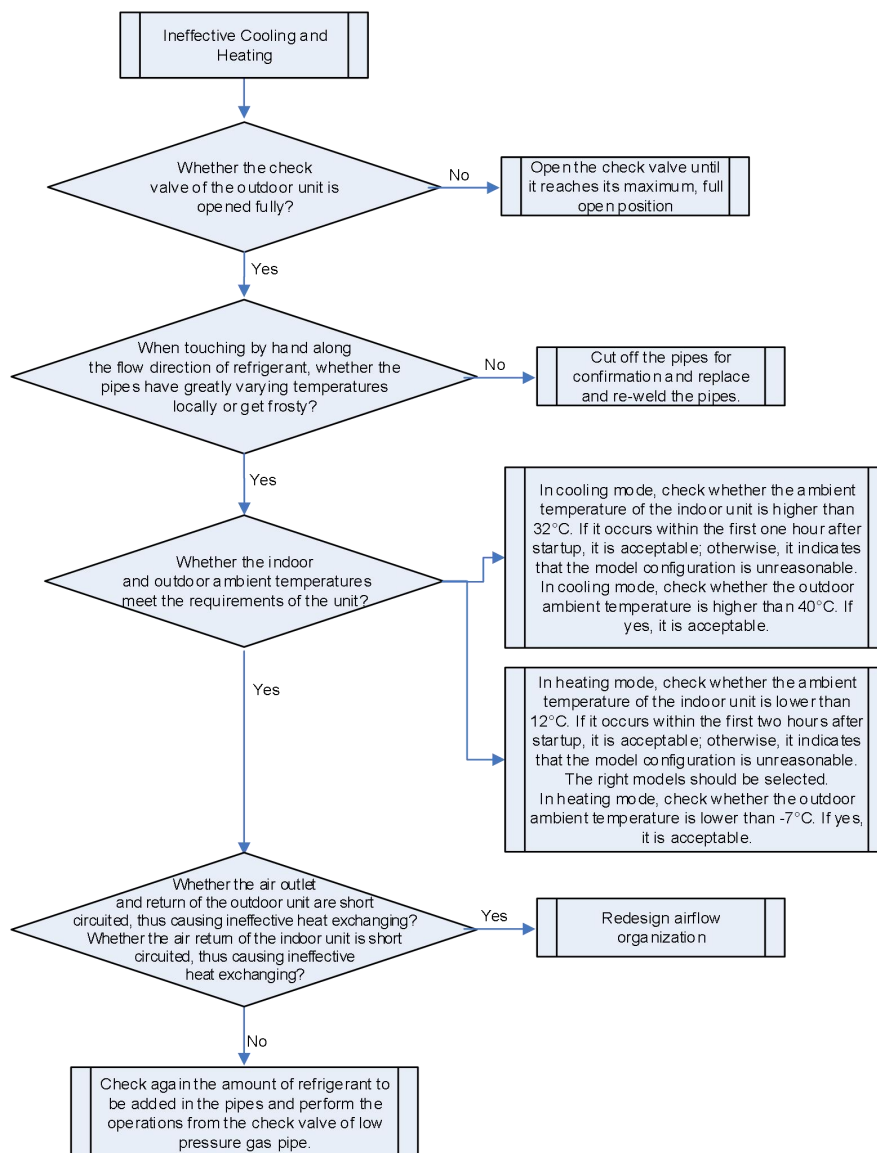 Ineffective Cooling and
Heating
Whether the check
valve of the outdoor unit is
opened fully?
No
Open the check valve until
it reaches its maximum, full
open position
Yes
When touching by hand along
the flow direction of refrigerant, whether the
pipes have greatly varying temperatures
locally or get frosty?
No
Cut off the pipes for
confirmation and replace
and re-weld the pipes.
Yes
Whether the indoor
and outdoor ambient temperatures
meet the requirements of the unit?
In cooling mode, check whether the ambient
temperature of the indoor unit is higher than
32°C. If it occurs within the first one hour after
startup, it is acceptable; otherwise, it indicates
that the model configuration is unreasonable.
In cooling mode, check whether the outdoor
ambient temperature is higher than 40°C. If
yes, it is acceptable.
Yes
In heating mode, check whether the ambient
temperature of the indoor unit is lower than
12°C. If it occurs within the first two hours after
startup, it is acceptable; otherwise, it indicates
that the model configuration is unreasonable.
The right models should be selected.
In heating mode, check whether the outdoor
ambient temperature is lower than -7°C. If yes,
it is acceptable.
Whether the air outlet
and return of the outdoor unit are short
circuited, thus causing ineffective heat exchanging?
Whether the air return of the indoor unit is short
circuited, thus causing ineffective
heat exchanging?
Yes
Redesign airflow
organization
No
Check again the amount of refrigerant to
be added in the pipes and perform the
operations from the check valve of low
pressure gas pipe.